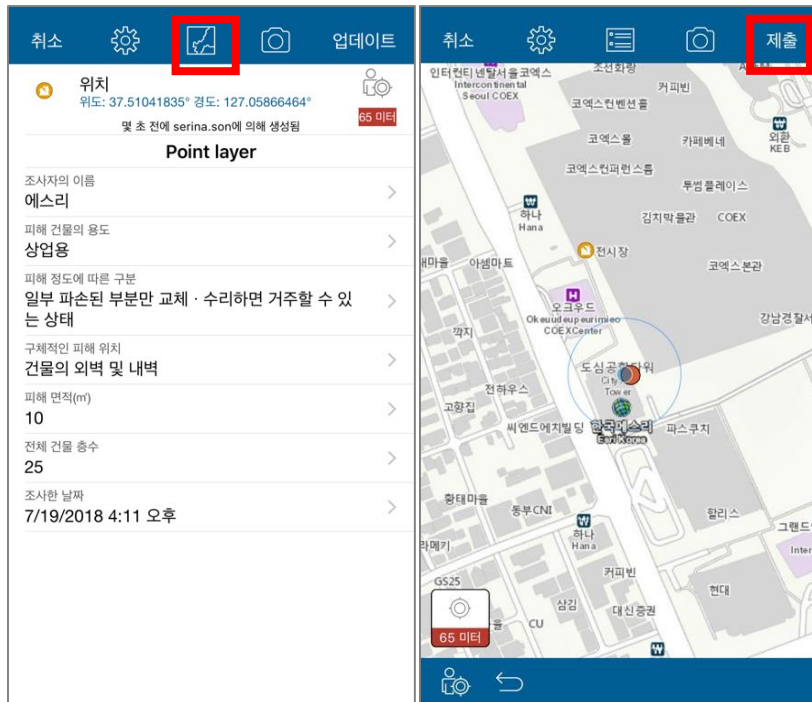 취소
업데이트
위치
위도: 37.51041835° 경도: 127.05866464°
몇 초 전에 serina.son에 의해 생성됨
65 미터
Point layer
조사자의 이름
에스리
피해 건물의 용도
상업용
피해 정도에 따른 구분
일부 파손된 부분만 교체 · 수리하면 거주할 수 있
는 상태
구체적인 피해 위치
건물의 외벽 및 내벽
피해 면적(㎡)
10
전체 건물 층수
25
조사한 날짜
7/19/2018 4:11 오후
취소
제출
인터컨티넨탈서울코엑스
Intercontinental
Seoul COEX
조선화랑
커피빈
코엑스컨벤션홀
외환
KEB
코엑스몰
카페베네
코엑스컨퍼런스룸
투썸플레이스
하나
Hana
김치박물관
COEX
전시장
아셈마트
코엑스본관
오크우드
Okeuudeupeurimieo
COEXCenter
강남경찰서
깍지
도심공항타워
City
Tower
전하우스
고향집
씨엔드에치빌딩
한국에스리
Esri Korea
파스쿠치
황태마을
동부CNI
할리스
그랜드
Inter
하나
Hana
라메키
커피빈
GS25
현대
삼김
대신증권
CU
65 미터